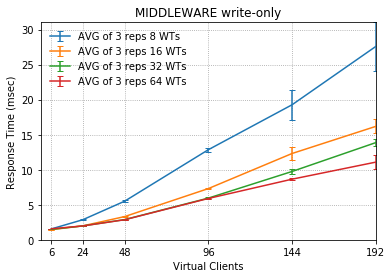 MIDDLEWARE write-only
30
25
20
15
10
5
0
Response Time (msec)
AVG of 3 reps 8 WTs
AVG of 3 reps 16 WTs
AVG of 3 reps 32 WTs
AVG of 3 reps 64 WTs
6 24 48 96 144 192
Virtual Clients